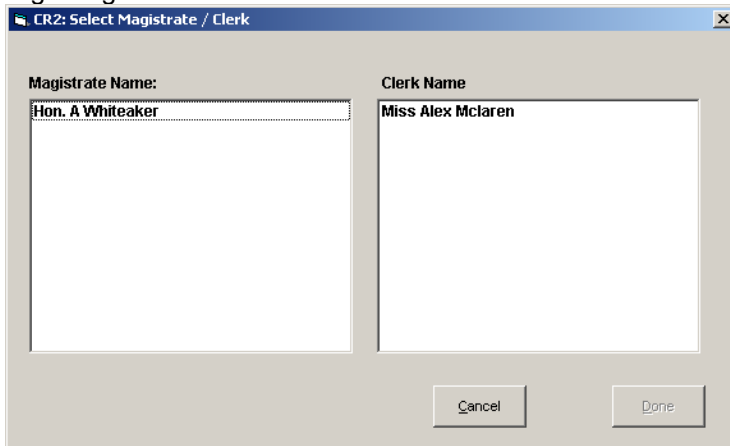 CR2: Select Magistrate / Clerk
Magistrate Name:
Clerk Name
Hon. A Whiteaker
Miss Alex Mclaren
Cancel
Done